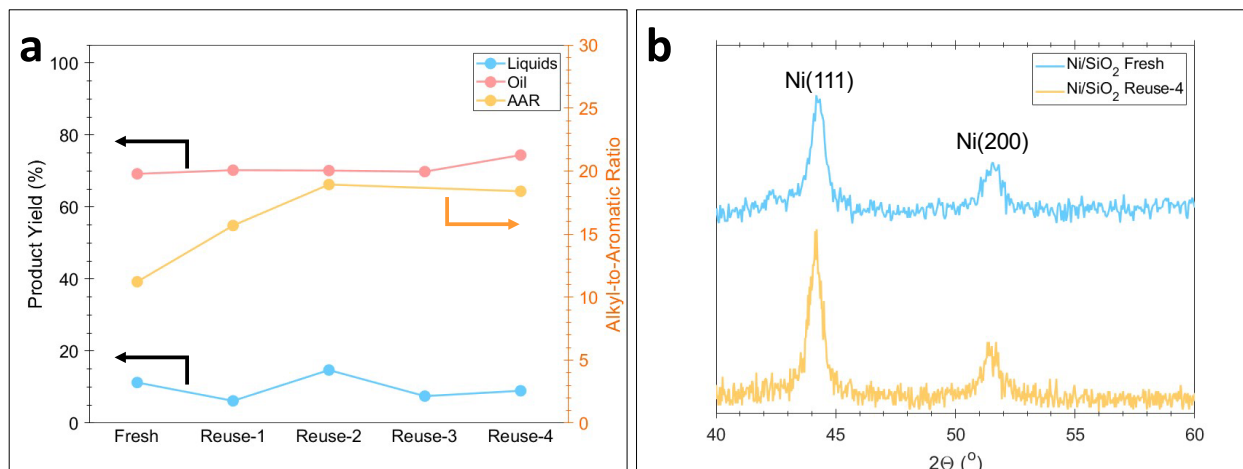 a
100
80
60
40
20
0
Product Yield (%)
Fresh
Reuse-1
Reuse-2
Reuse-3
Reuse-4
30
25
20
15
10
5
0
Alkyl-to-Aromatic Ratio
Liquids
Oil
AAR
b
Ni/SiO₂ Fresh
Ni/SiO₂ Reuse-4
Ni(111)
Ni(200)
40
45
50
55
60
2Θ (°)